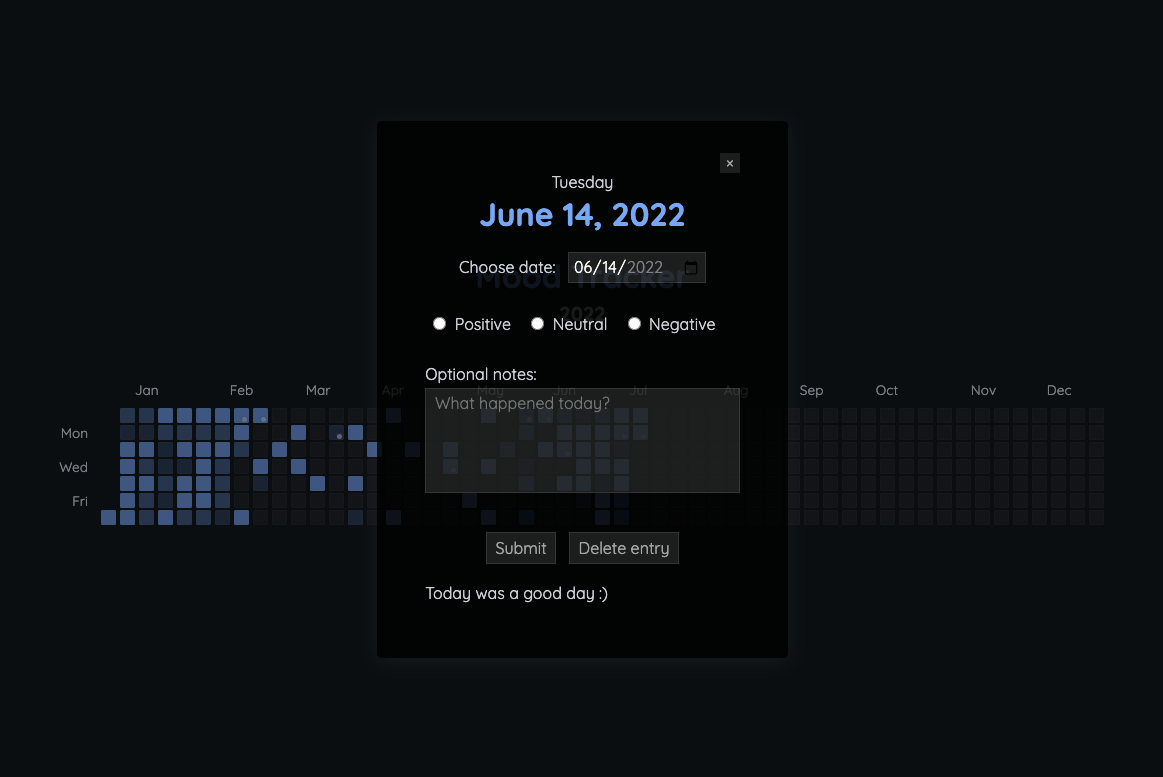 ×
Tuesday
June 14, 2022
Choose date: 06/14/2022
Mood Tracker
2022
Positive Neutral Negative
Optional notes:
Jan Feb Mar Apr May Jun Jul Aug Sep Oct Nov Dec
What happened today?
Mon
Wed
Fri
Submit Delete entry
Today was a good day :)